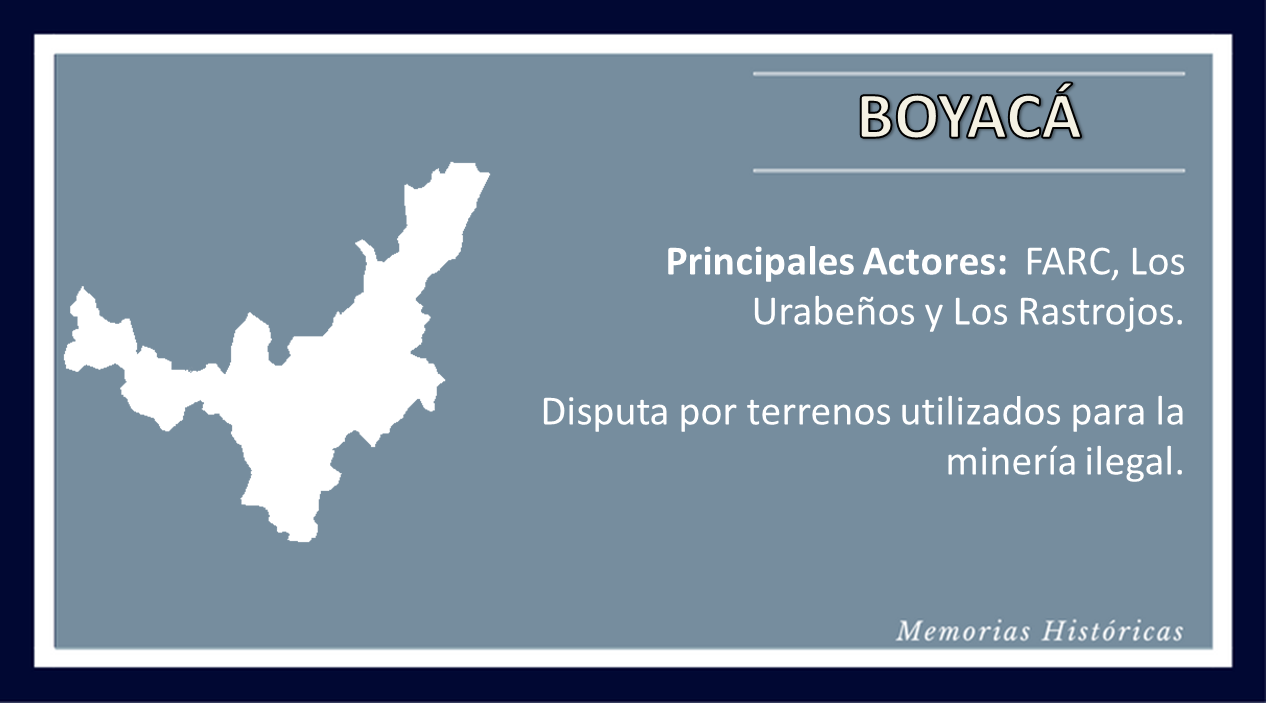 BOYACÁ
Principales Actores: FARC, Los
Urabeños y Los Rastrojos.
Disputa por terrenos utilizados para la
minería ilegal.
Memorias Históricas